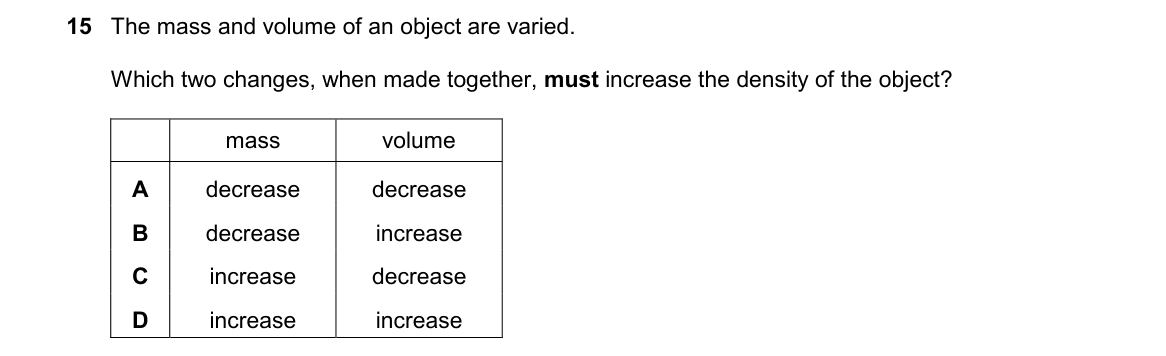 15 The mass and volume of an object are varied.
Which two changes, when made together, must increase the density of the object?
mass volume
A decrease decrease
B decrease increase
C increase decrease
D increase increase